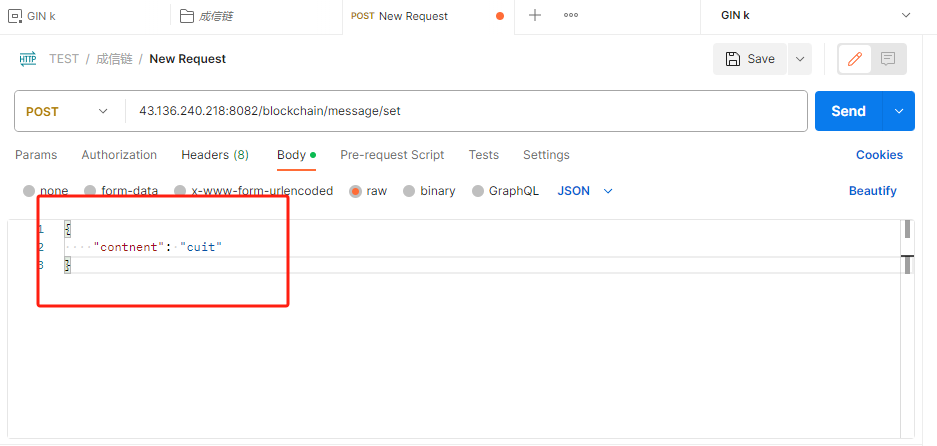 GIN k 成信链 POST New Request GIN k
HTTP TEST / 成信链 / New Request Save
POST 43.136.240.218:8082/blockchain/message/set Send
Params Authorization Headers (8) Body Pre-request Script Tests Settings Cookies
none form-data x-www-form-urlencoded raw binary GraphQL JSON Beautify
1 {
2 "contnent": "cuit"
3 }